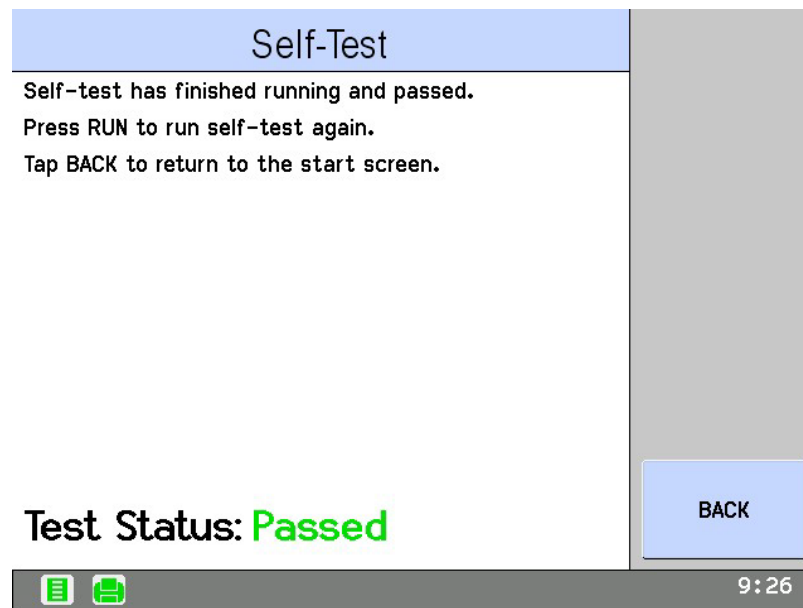 Self-Test
Self-test has finished running and passed.
Press RUN to run self-test again.
Tap BACK to return to the start screen.
Test Status: Passed
BACK
9:26